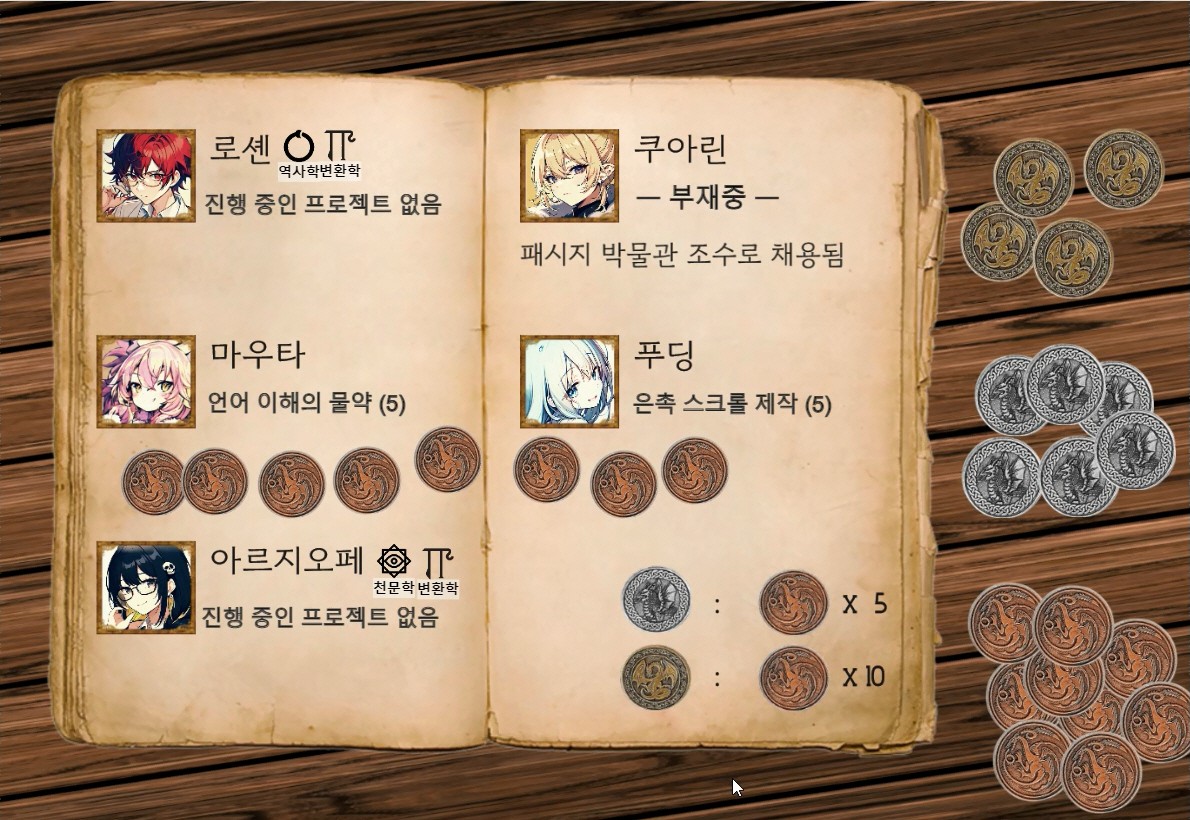 로셴
역사학변환학
진행 중인 프로젝트 없음
마우타
언어 이해의 물약 (5)
아르지오페
천문학 변환학
진행 중인 프로젝트 없음
쿠아린
— 부재중 —
패시지 박물관 조수로 채용됨
푸딩
은촉 스크롤 제작 (5)
: X 5
: X 10